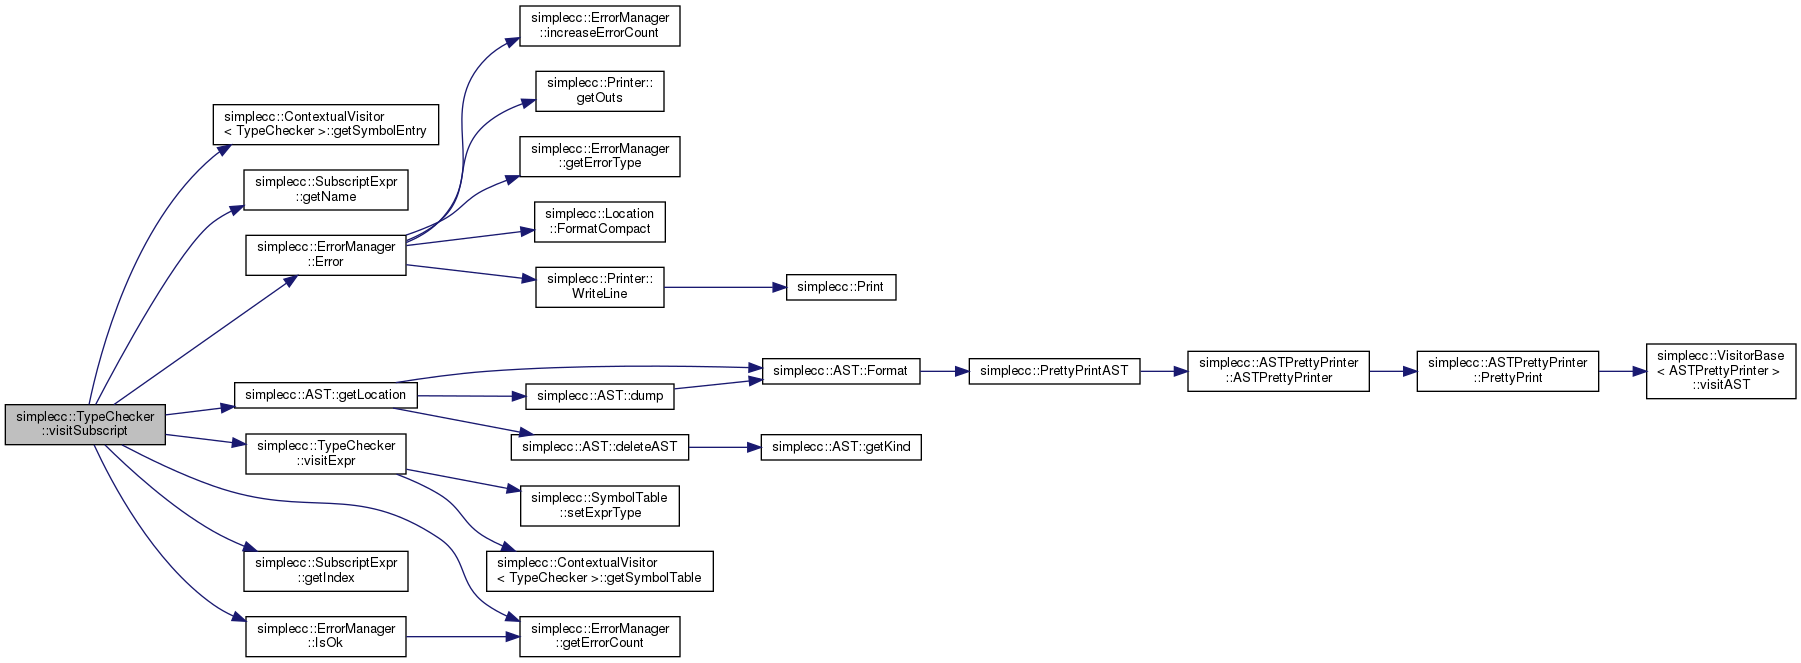 simplecc::TypeChecker
::visitSubscript
simplecc::ContextualVisitor
< TypeChecker >::getSymbolEntry
simplecc::SubscriptExpr
::getName
simplecc::ErrorManager
::Error
simplecc::ErrorManager
::increaseErrorCount
simplecc::Printer::
getOuts
simplecc::ErrorManager
::getErrorType
simplecc::Location
::FormatCompact
simplecc::Printer::
WriteLine
simplecc::Print
simplecc::AST::getLocation
simplecc::AST::Format
simplecc::PrettyPrintAST
simplecc::ASTPrettyPrinter
::ASTPrettyPrinter
simplecc::ASTPrettyPrinter
::PrettyPrint
simplecc::VisitorBase
< ASTPrettyPrinter >
::visitAST
simplecc::AST::dump
simplecc::AST::deleteAST
simplecc::AST::getKind
simplecc::TypeChecker
::visitExpr
simplecc::SymbolTable
::setExprType
simplecc::ContextualVisitor
< TypeChecker >::getSymbolTable
simplecc::SubscriptExpr
::getIndex
simplecc::ErrorManager
::IsOk
simplecc::ErrorManager
::getErrorCount